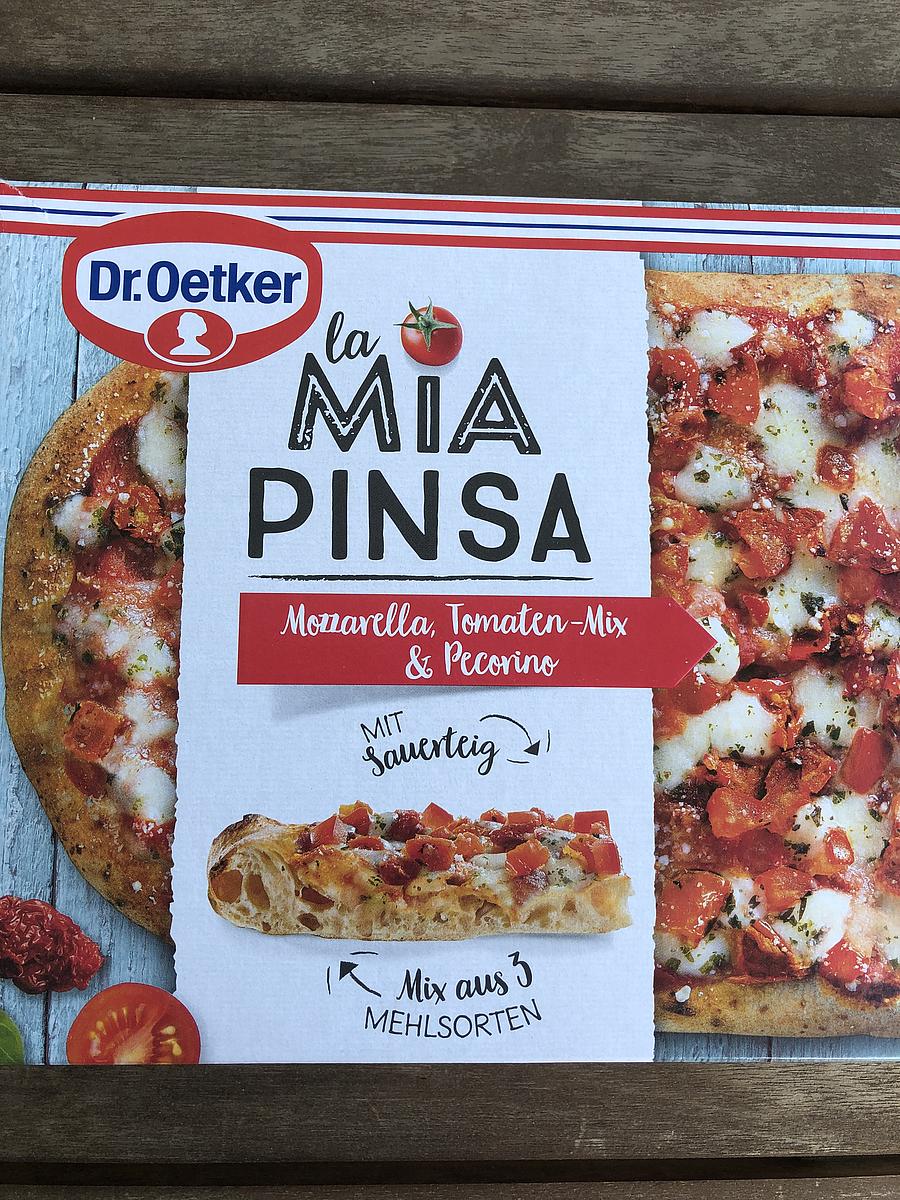 Dr. Oetker
la
MIA
PINSA
Mozzarella, Tomaten-Mix
& Pecorino
MIT
Sauerteig
Mix aus 3
MEHLSORTEN